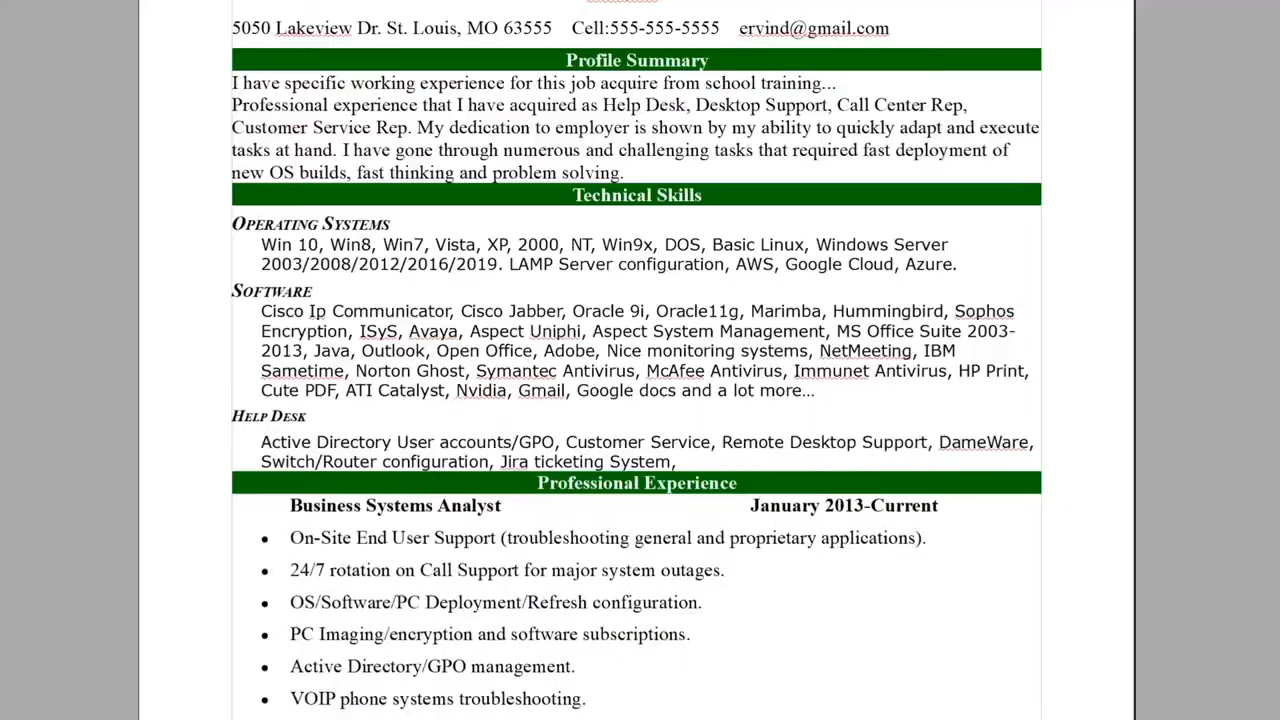 5050 Lakeview Dr. St. Louis, MO 63555 Cell:555-555-5555 ervind@gmail.com
Profile Summary
I have specific working experience for this job acquire from school training...
Professional experience that I have acquired as Help Desk, Desktop Support, Call Center Rep,
Customer Service Rep. My dedication to employer is shown by my ability to quickly adapt and execute
tasks at hand. I have gone through numerous and challenging tasks that required fast deployment of
new OS builds, fast thinking and problem solving.
Technical Skills
Operating Systems
Win 10, Win8, Win7, Vista, XP, 2000, NT, Win9x, DOS, Basic Linux, Windows Server
2003/2008/2012/2016/2019. LAMP Server configuration, AWS, Google Cloud, Azure.
Software
Cisco Ip Communicator, Cisco Jabber, Oracle 9i, Oracle11g, Marimba, Hummingbird, Sophos
Encryption, ISyS, Avaya, Aspect Uniphi, Aspect System Management, MS Office Suite 2003-
2013, Java, Outlook, Open Office, Adobe, Nice monitoring systems, NetMeeting, IBM
Sametime, Norton Ghost, Symantec Antivirus, McAfee Antivirus, Immunet Antivirus, HP Print,
Cute PDF, ATI Catalyst, Nvidia, Gmail, Google docs and a lot more…
Help Desk
Active Directory User accounts/GPO, Customer Service, Remote Desktop Support, DameWare,
Switch/Router configuration, Jira ticketing System,
Professional Experience
Business Systems Analyst January 2013-Current
• On-Site End User Support (troubleshooting general and proprietary applications).
• 24/7 rotation on Call Support for major system outages.
• OS/Software/PC Deployment/Refresh configuration.
• PC Imaging/encryption and software subscriptions.
• Active Directory/GPO management.
• VOIP phone systems troubleshooting.